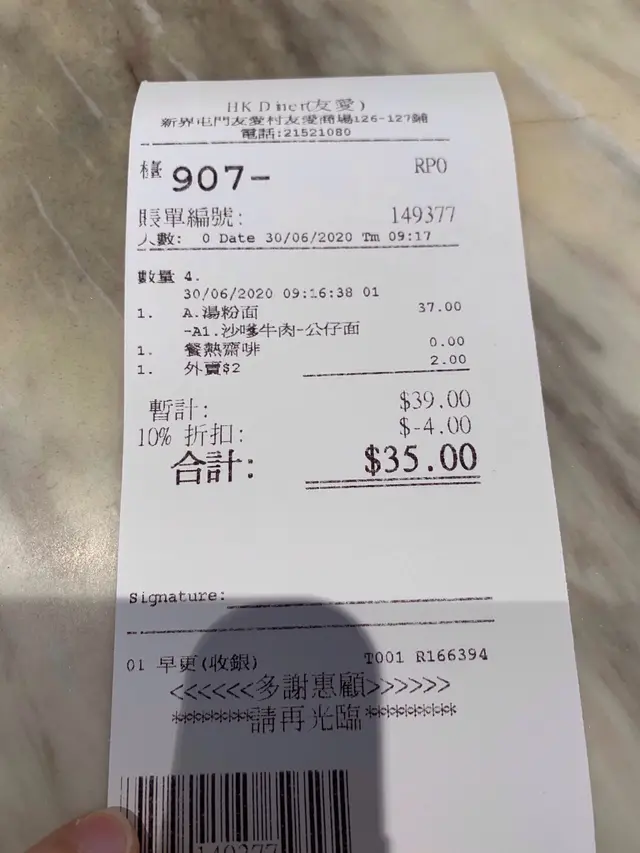 HK Diner(友愛)
新界屯門友愛村友愛商場126-127鋪
電話:21521080
檯 907- RP0
賬單編號: 149377
人數: 0 Date 30/06/2020 Tm 09:17
數量 4.
30/06/2020 09:16:38 01
1. A.湯粉面 37.00
-A1.沙嗲牛肉-公仔面
1. 餐熱齋啡 0.00
1. 外賣$2 2.00
暫計: $39.00
10% 折扣: $-4.00
合計: $35.00
Signature:
01 早更(收銀) T001 R166394
<<<<<<多謝惠顧>>>>>>
********請再光臨*********
149377